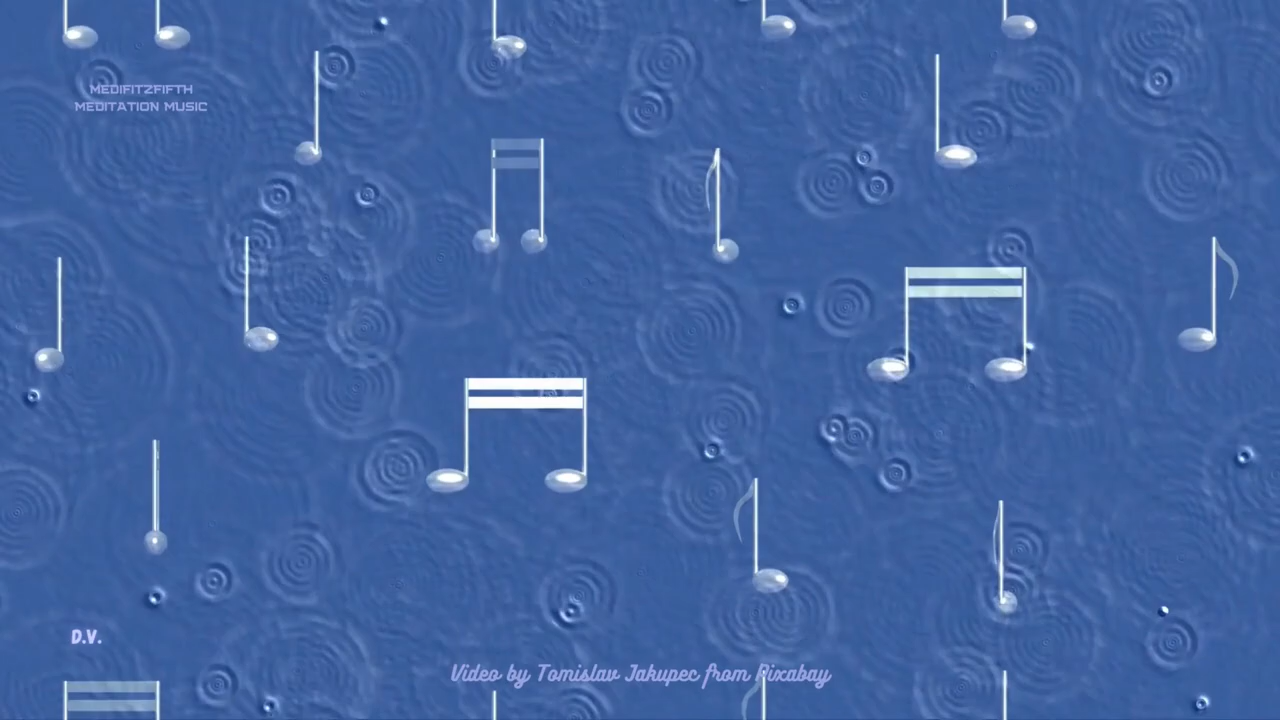 MEDIFITZFIFTH
MEDITATION MUSIC
D.V.
Video by Tomislav Jakupec from Pixabay